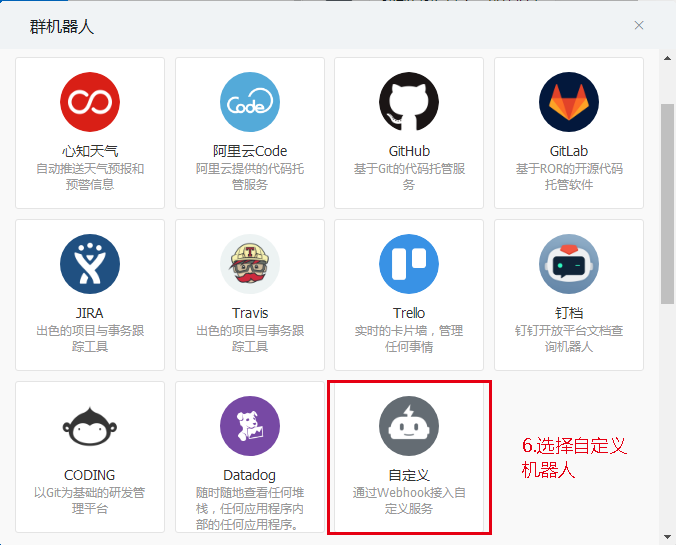 群机器人
心知天气
自动推送天气预报和
预警信息
Code
阿里云Code
阿里云提供的代码托
管服务
GitHub
基于Git的代码托管服
务
GitLab
基于ROR的开源代码
托管软件
JIRA
出色的项目与事务跟
踪工具
T
Travis
出色的项目与事务跟
踪工具
Trello
实时的卡片墙，管理
任何事情
钉档
钉钉开放平台文档查
询机器人
CODING
以Git为基础的研发管
理平台
Datadog
随时随地查看任何堆
栈，任何应用程序内
部的任何应用程序。
自定义
通过Webhook接入自
定义服务
6.选择自定义
机器人